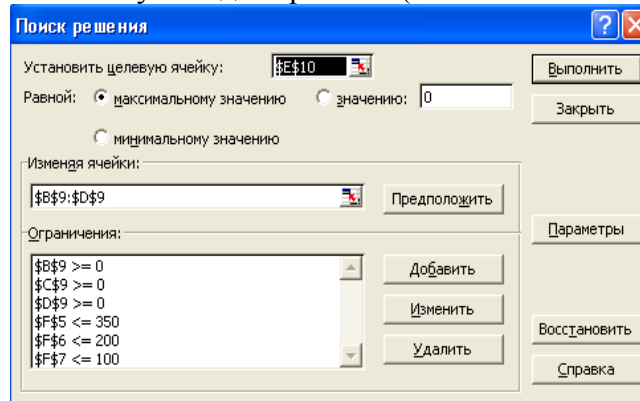 Поиск решения
Установить целевую ячейку: $E$10
Выполнить
Равной: максимальному значению значению: 0
Закрыть
минимальному значению
Изменяя ячейки:
$B$9:$D$9
Предположить
Параметры
Ограничения:
$B$9 >= 0
$C$9 >= 0
$D$9 >= 0
$F$5 <= 350
$F$6 <= 200
$F$7 <= 100
Добавить
Изменить
Удалить
Восстановить
Справка